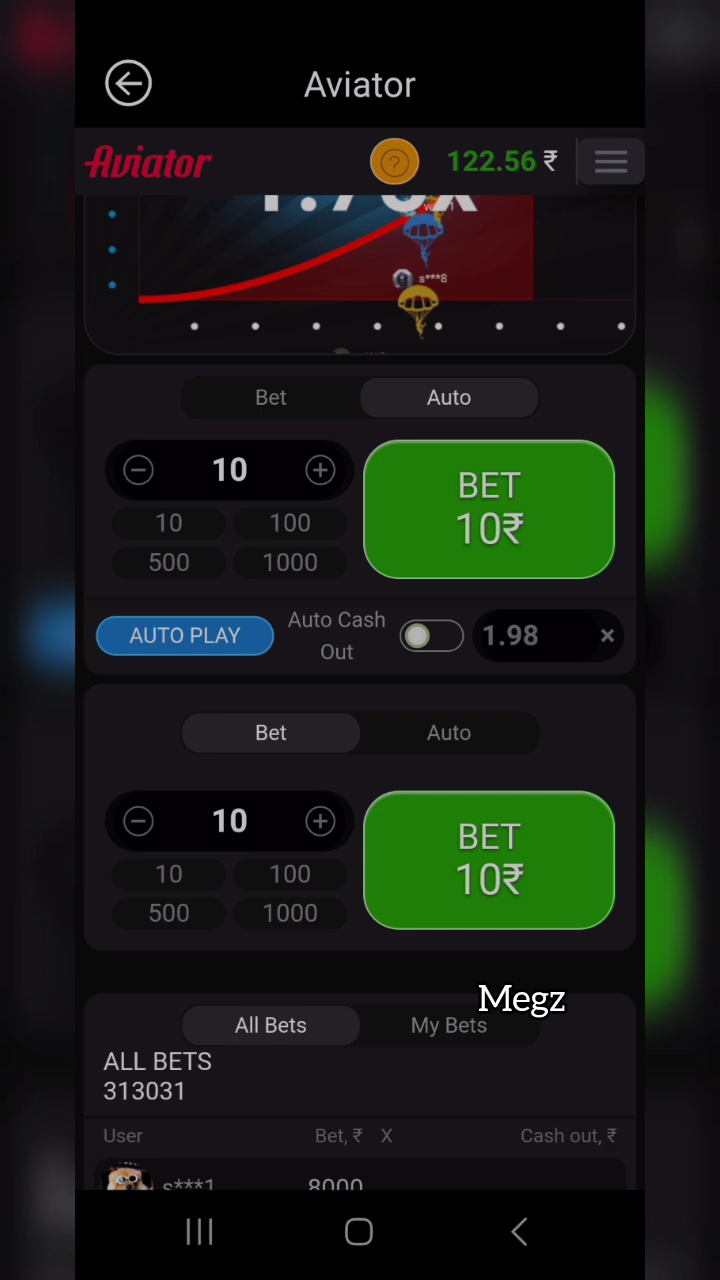 Aviator
Aviator
? 122.56 ₹
s***8
Bet Auto
10
BET
10₹
10 100
500 1000
AUTO PLAY
Auto Cash
Out
1.98
Bet Auto
10
BET
10₹
10 100
500 1000
Megz
All Bets My Bets
ALL BETS
313031
User Bet, ₹ X Cash out, ₹
s***1 8000